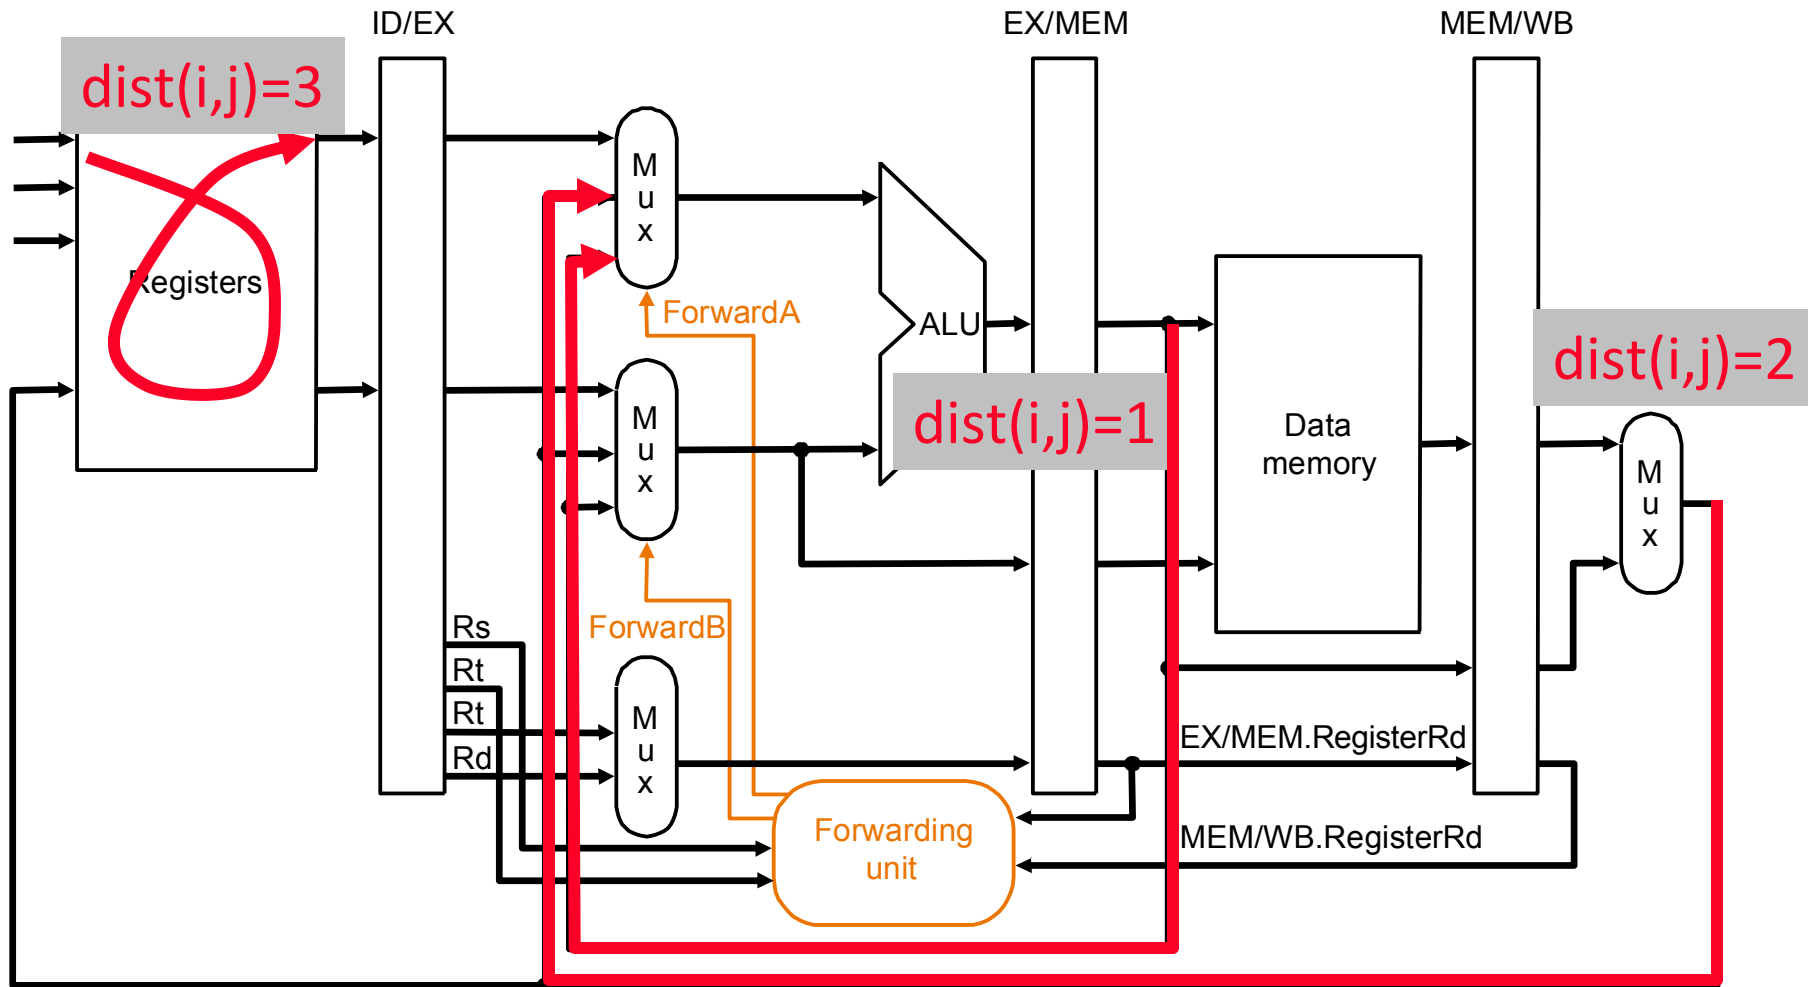 ID/EX
EX/MEM
MEM/WB
dist(i,j)=3
M
u
x
Registers
ForwardA
ALU
dist(i,j)=2
dist(i,j)=1
M
u
x
Data
memory
M
u
x
Rs
ForwardB
Rt
Rt
M
u
x
Rd
EX/MEM.RegisterRd
Forwarding
unit
MEM/WB.RegisterRd